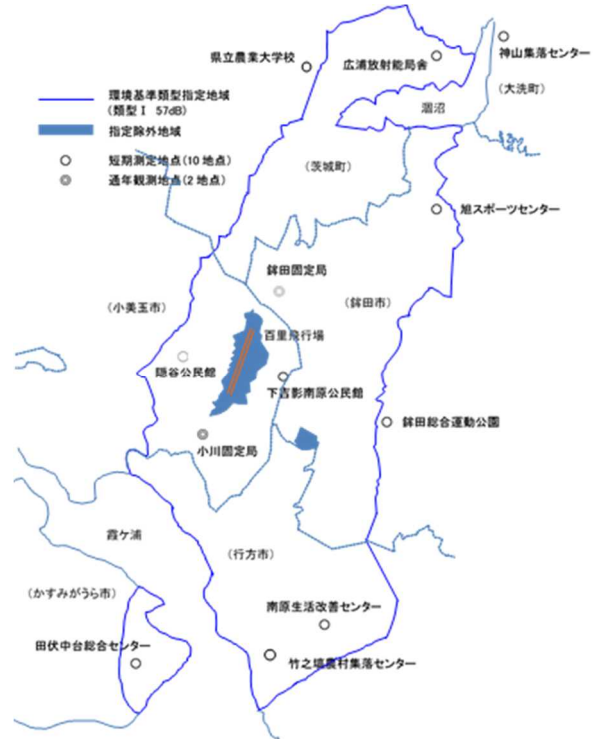 県立農業大学校
広浦放射能局舎
神山集落センター
(大洗町)
涸沼
環境基準類型指定地域
(類型Ⅰ 57dB)
指定除外地域
短期測定地点(10 地点)
通年観測地点(2 地点)
(茨城町)
旭スポーツセンター
鉾田固定局
(小美玉市)
(鉾田市)
百里飛行場
隠谷公民館
下吉影南原公民館
鉾田総合運動公園
小川固定局
霞ケ浦
(行方市)
(かすみがうら市)
南原生活改善センター
田伏中台総合センター
竹之塙農村集落センター